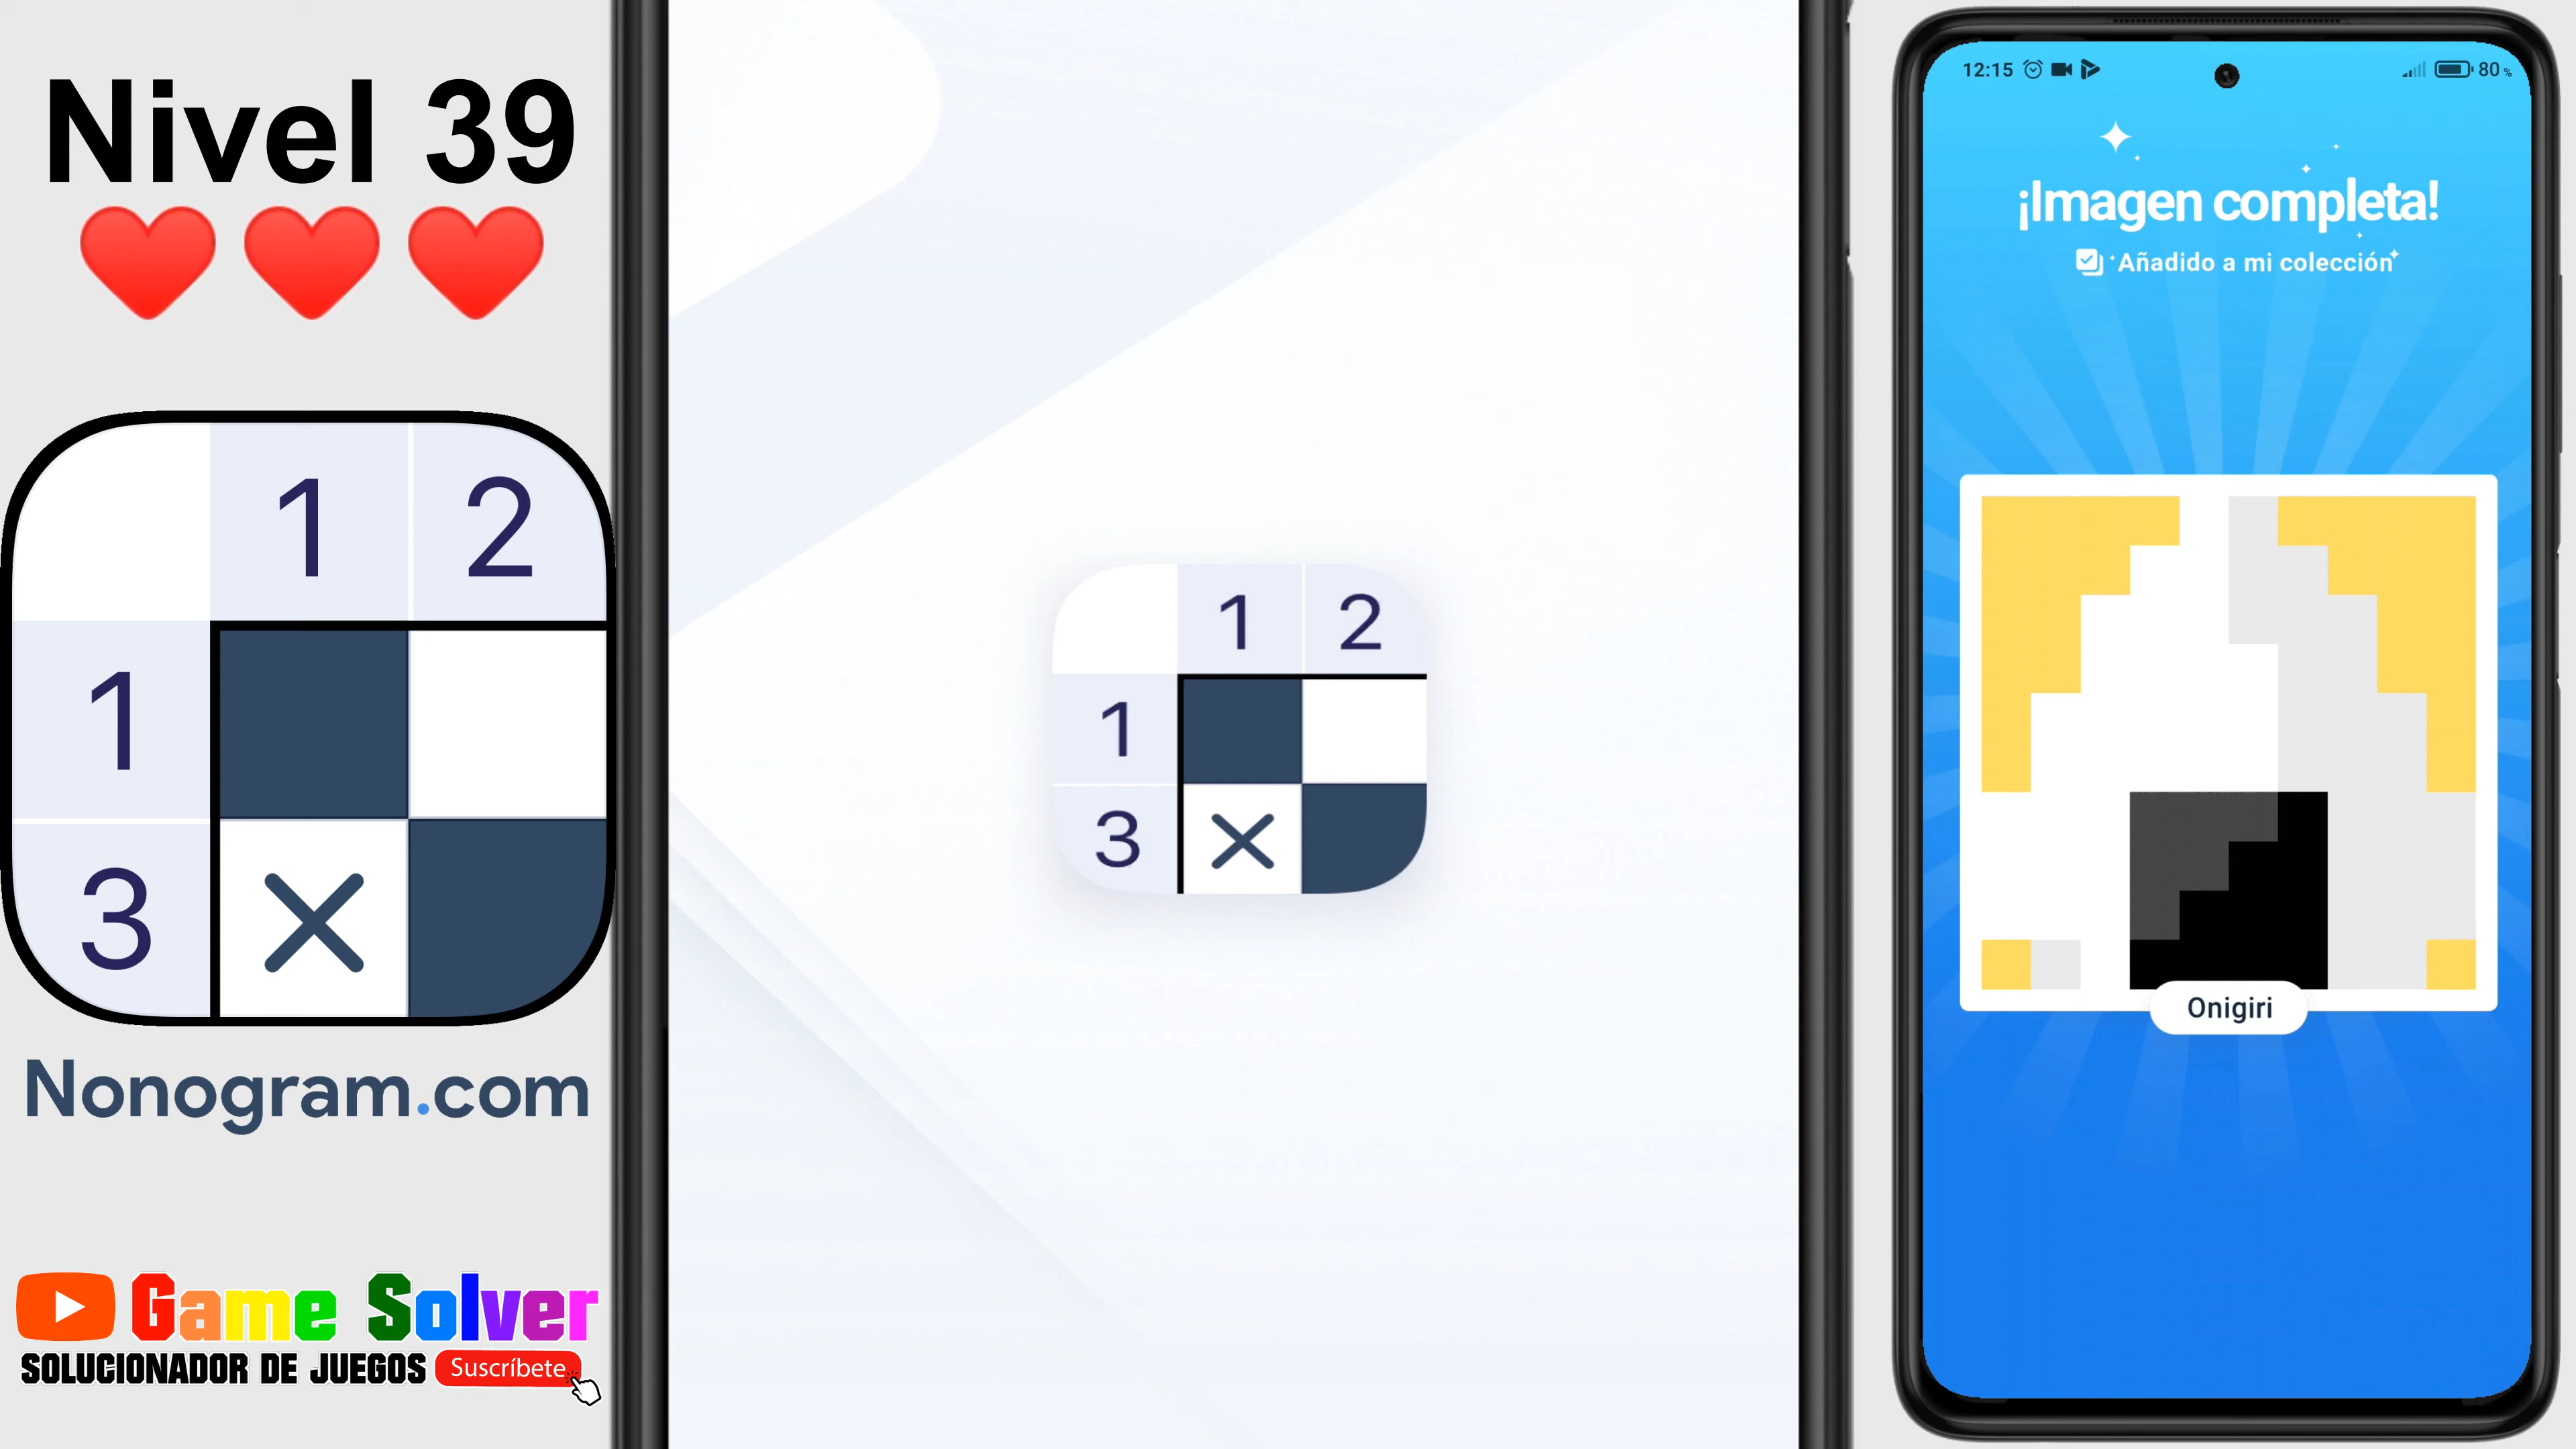 Nivel 39
1 2
1
3
Nonogram.com
Game Solver
SOLUCIONADOR DE JUEGOS Suscríbete
1 2
1
3
12:15 80 %
¡Imagen completa!
Añadido a mi colección
Onigiri